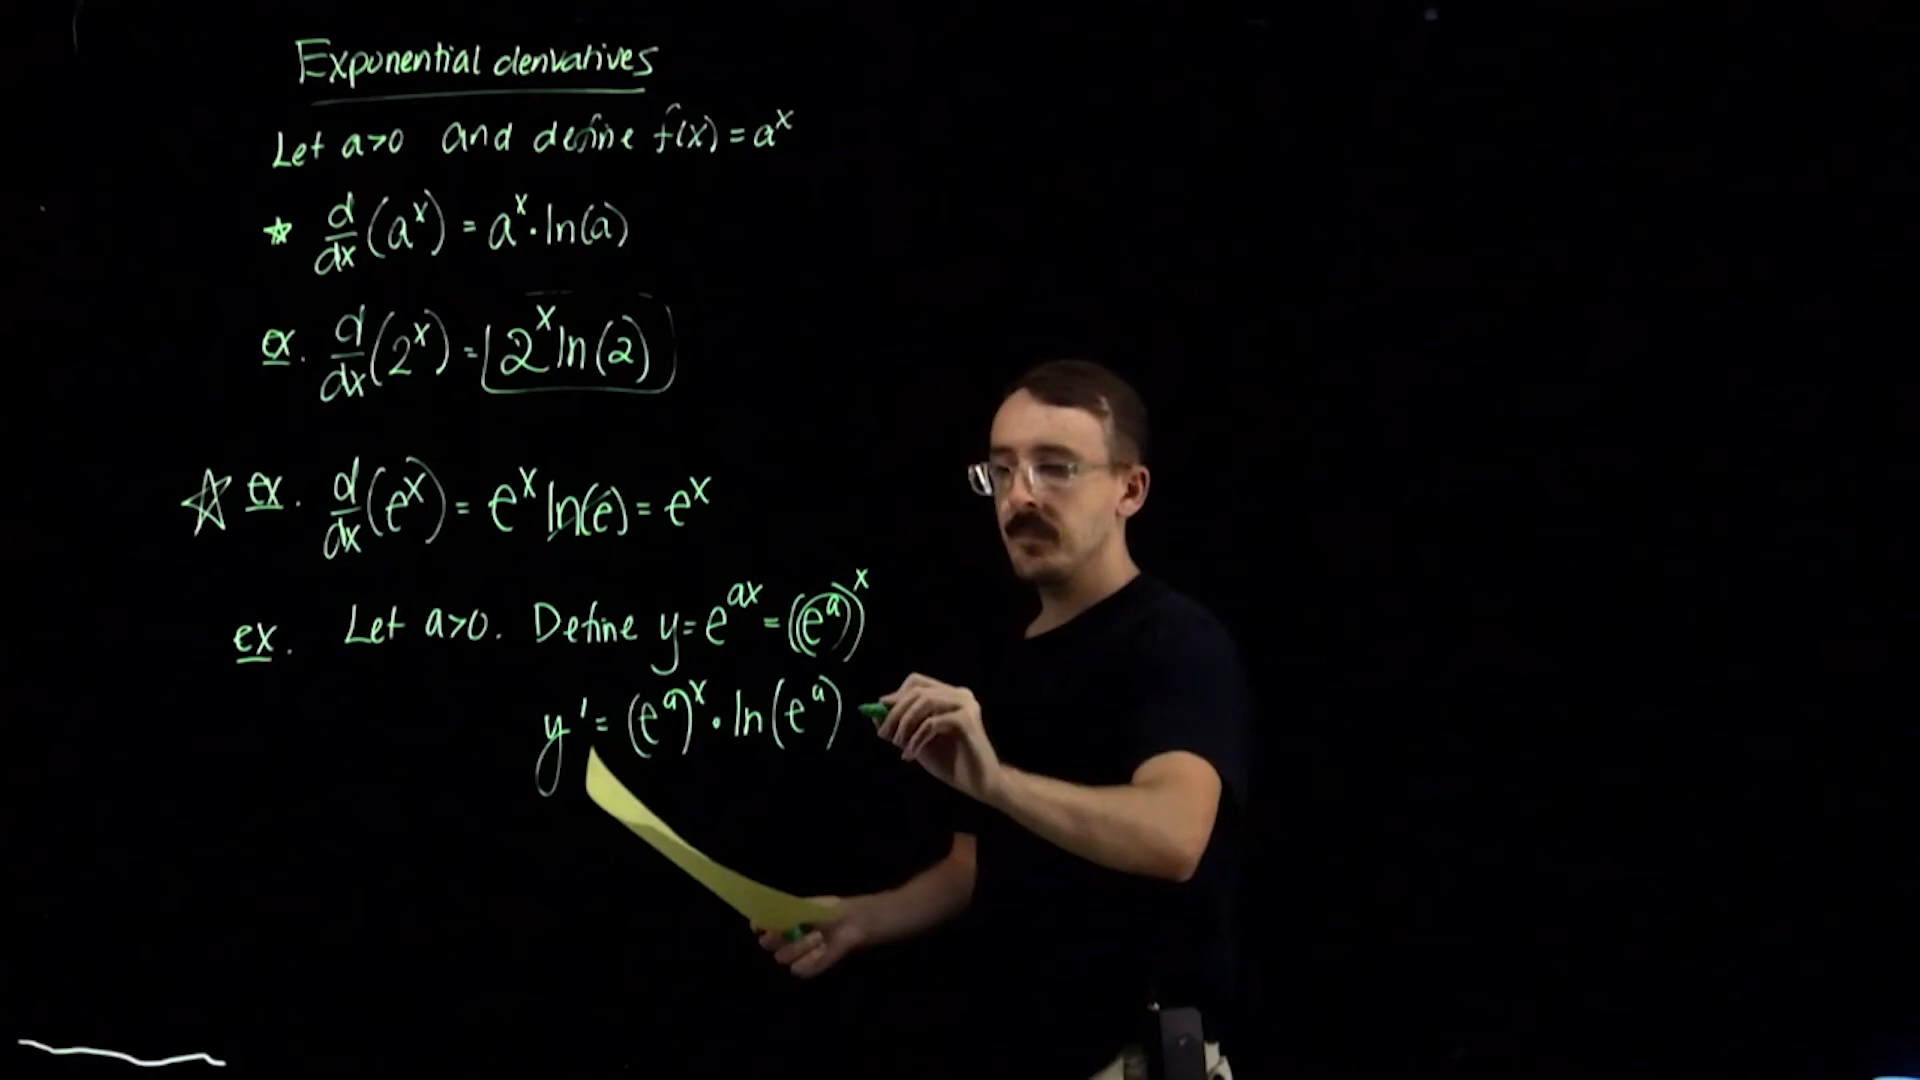 Exponential derivatives
Let a>0 and define f(x) = a^x
☆ d/dx (a^x) = a^x · ln(a)
ex. d/dx (2^x) = 2^x ln(2)
☆ ex. d/dx (e^x) = e^x ln(e) = e^x
ex. Let a>0. Define y = e^{ax} = (e^a)^x
y' = (e^a)^x · ln(e^a)